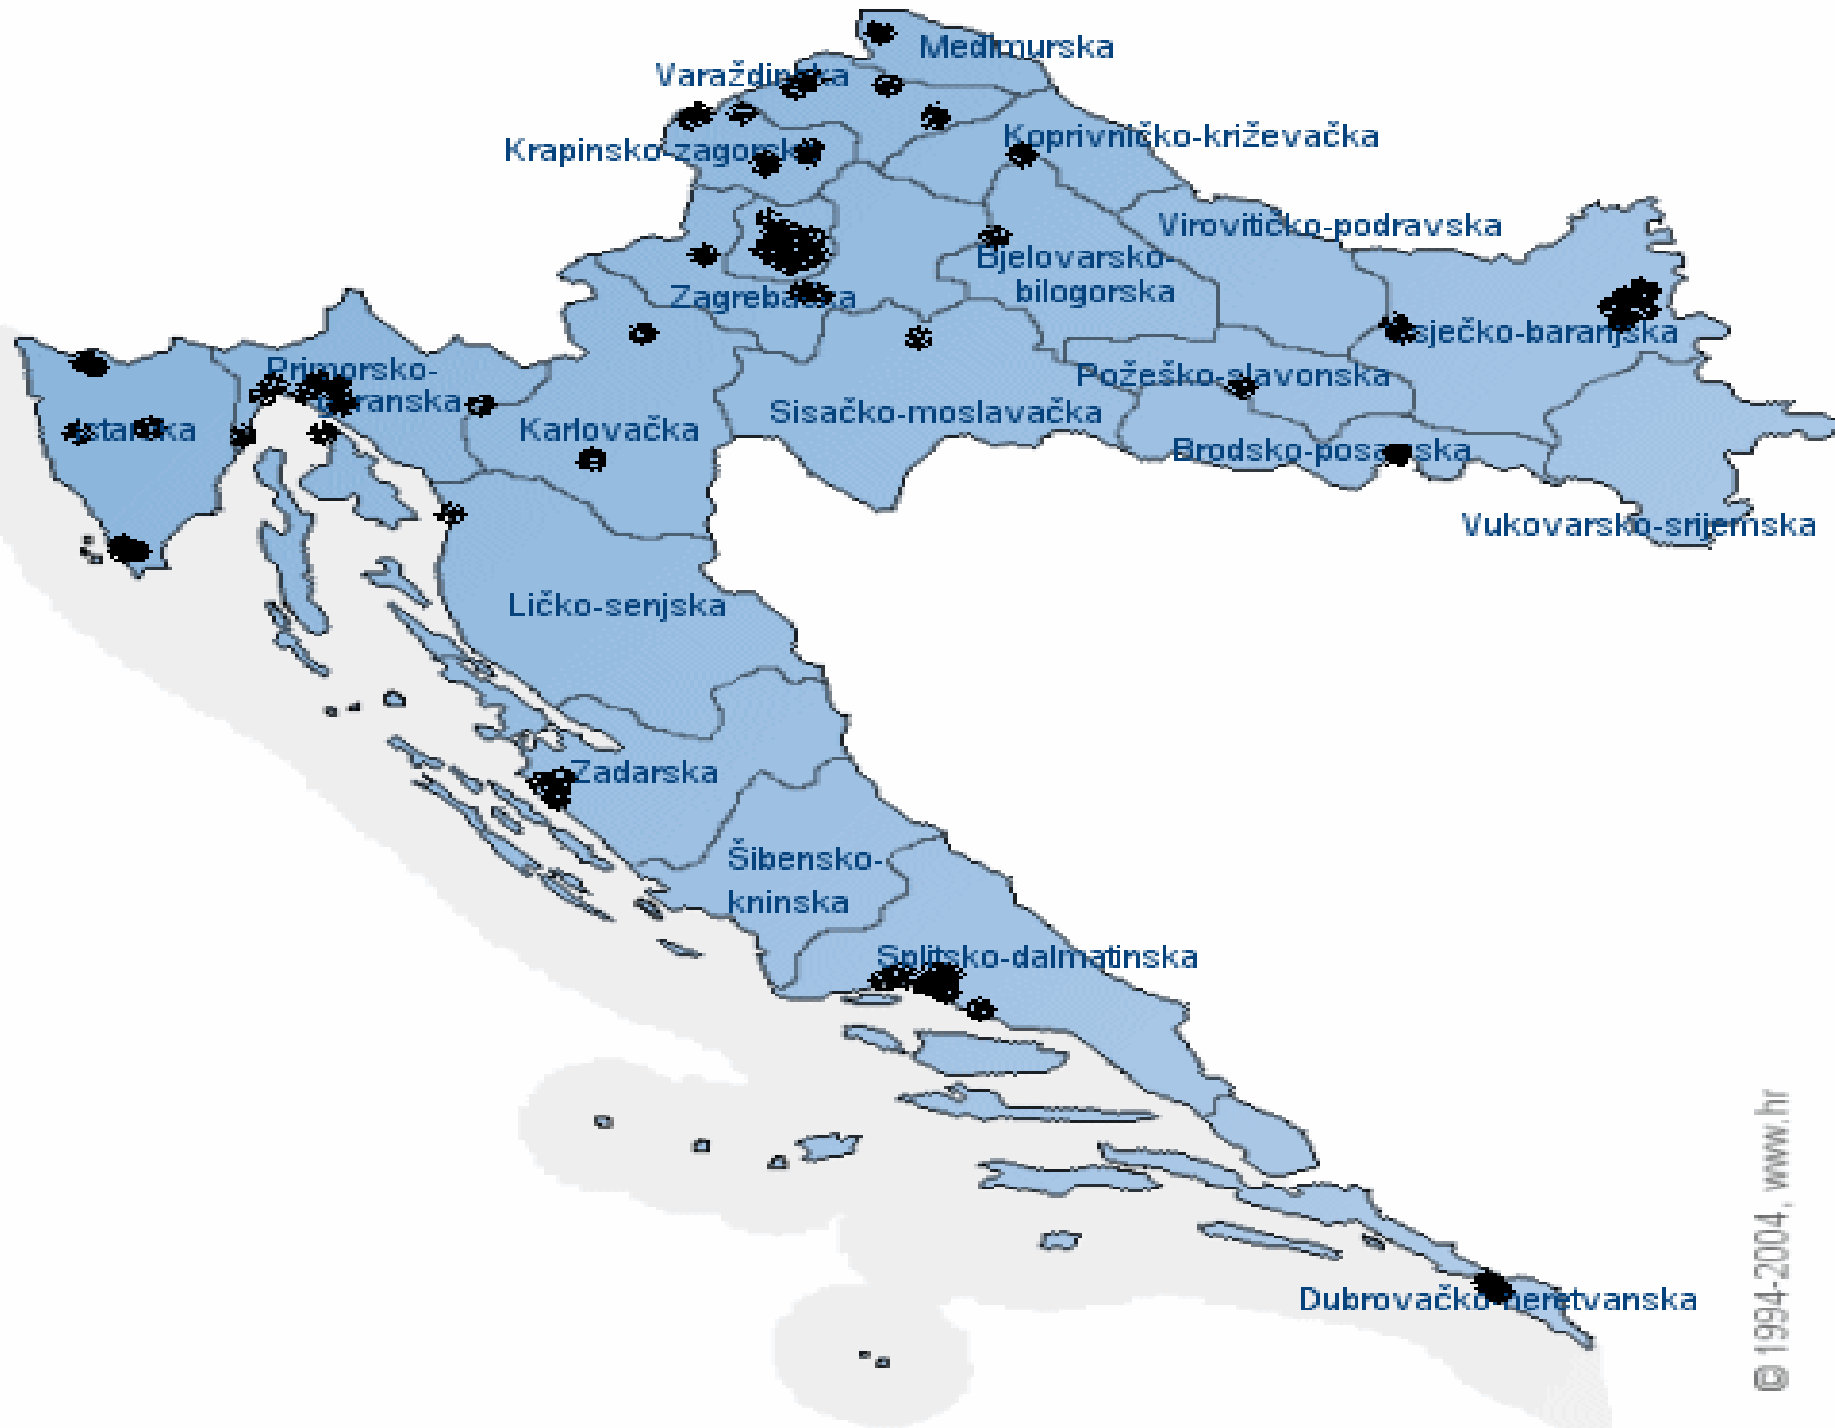 Međimurska
Varaždinska
Koprivničko-križevačka
Krapinsko-zagorska
Virovitičko-podravska
Bjelovarsko-
bilogorska
Zagrebačka
Osječko-baranjska
Primorsko-
goranska
Požeško-slavonska
Sisačko-moslavačka
Istarska
Karlovačka
Brodsko-posavska
Vukovarsko-srijemska
Ličko-senjska
Zadarska
Šibensko-
kninska
Splitsko-dalmatinska
Dubrovačko-neretvanska
© 1994-2004, www.hr